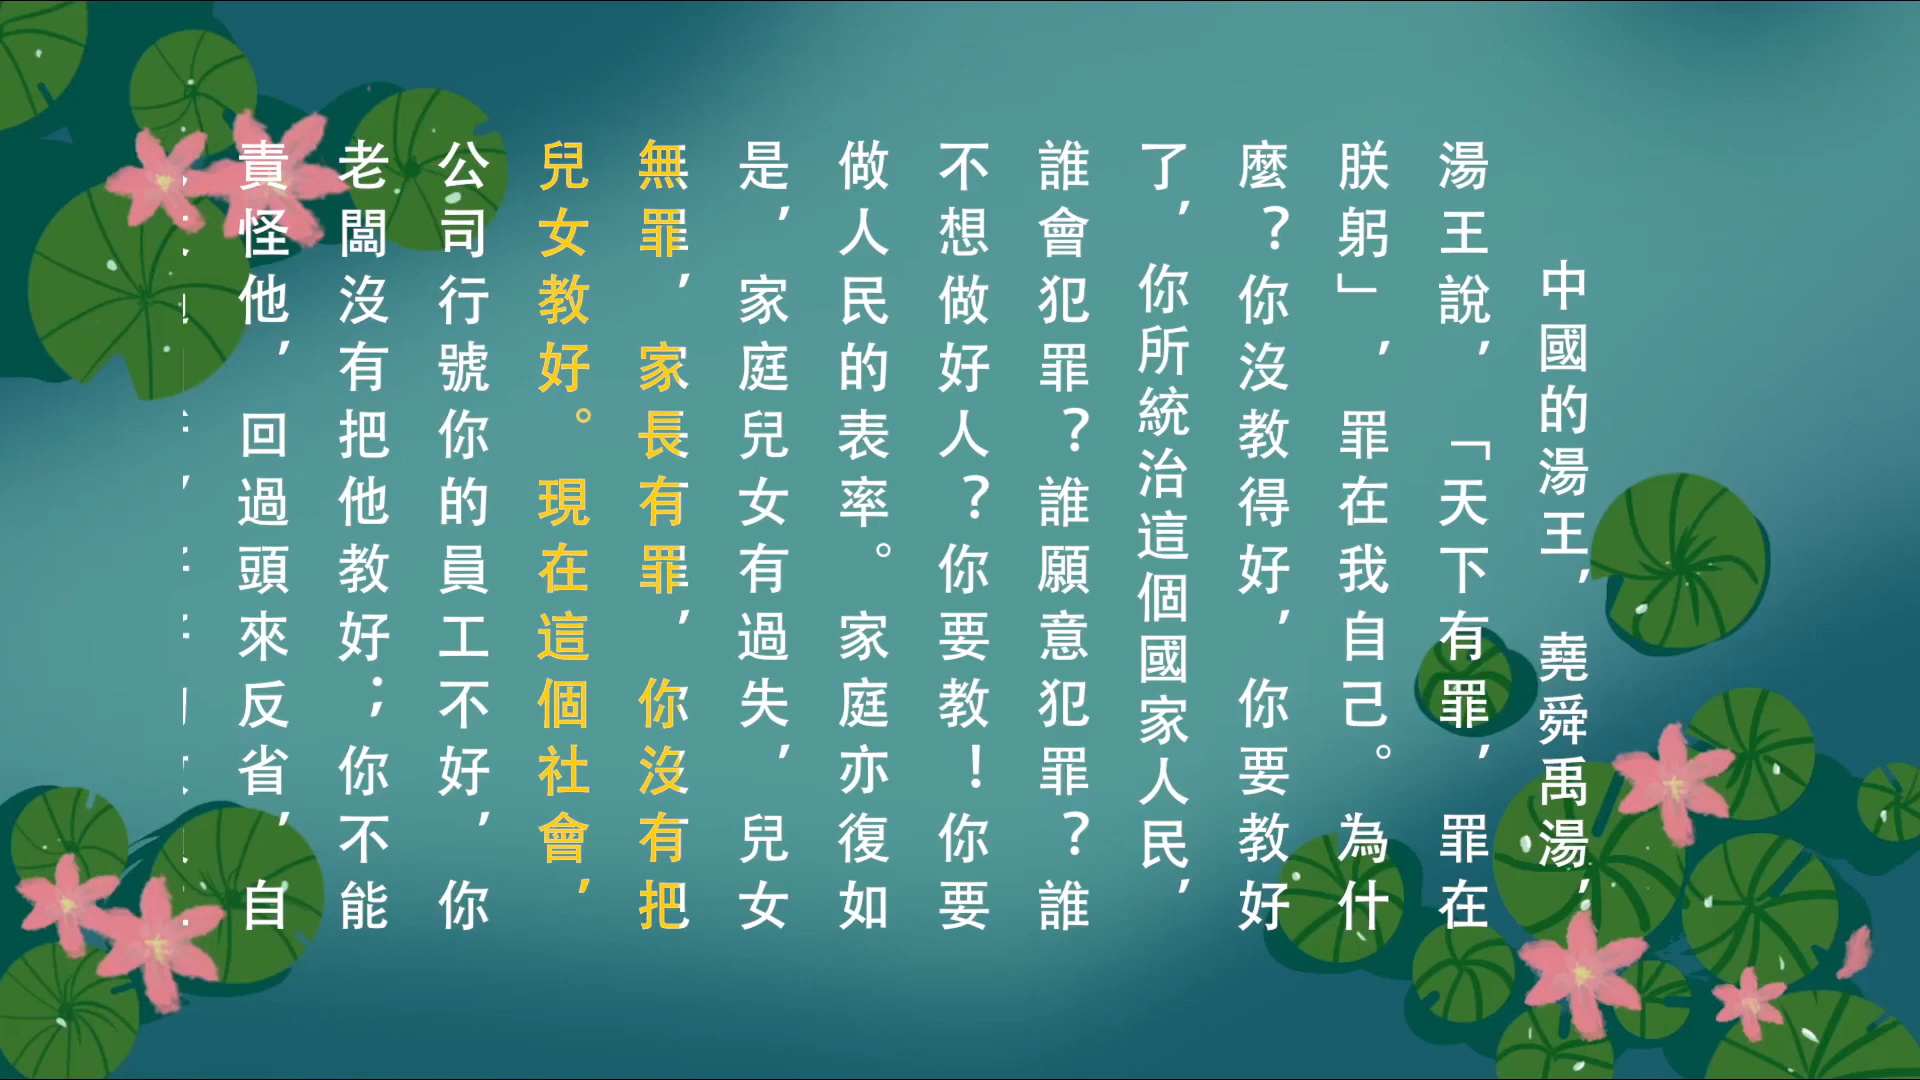 中國的湯王，堯舜禹湯，
湯王說，「天下有罪，罪在
朕躬」，罪在我自己。為什
麼？你沒教得好，你要教好
了，你所統治這個國家人民，
誰會犯罪？誰願意犯罪？誰
不想做好人？你要教！你要
做人民的表率。家庭亦復如
是，家庭兒女有過失，兒女
無罪，家長有罪，你沒有把
兒女教好。現在這個社會，
公司行號你的員工不好，你
老闆沒有把他教好；你不能
責怪他，回過頭來反省，自